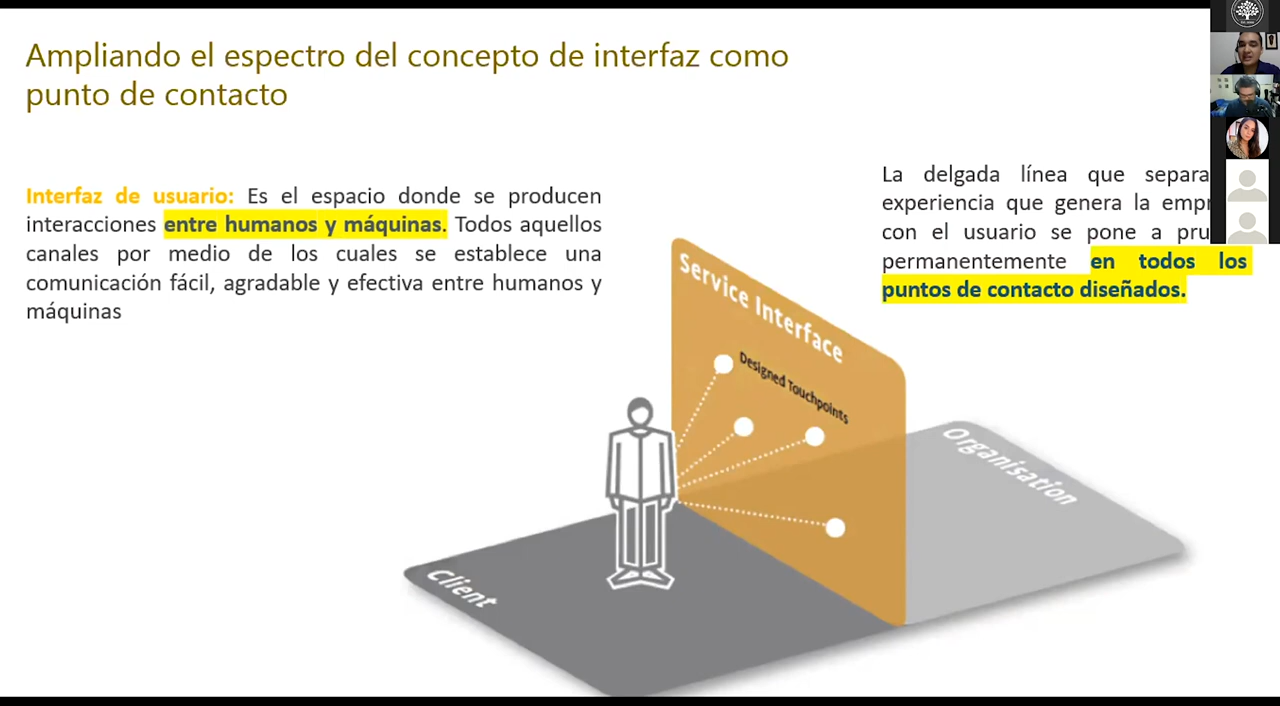 Ampliando el espectro del concepto de interfaz como
punto de contacto
Interfaz de usuario: Es el espacio donde se producen
interacciones entre humanos y máquinas. Todos aquellos
canales por medio de los cuales se establece una
comunicación fácil, agradable y efectiva entre humanos y
máquinas
La delgada línea que separa
experiencia que genera la
con el usuario se pone a
permanentemente en todos los
puntos de contacto diseñados.
Service Interface
Designed Touchpoints
Organisation
Client